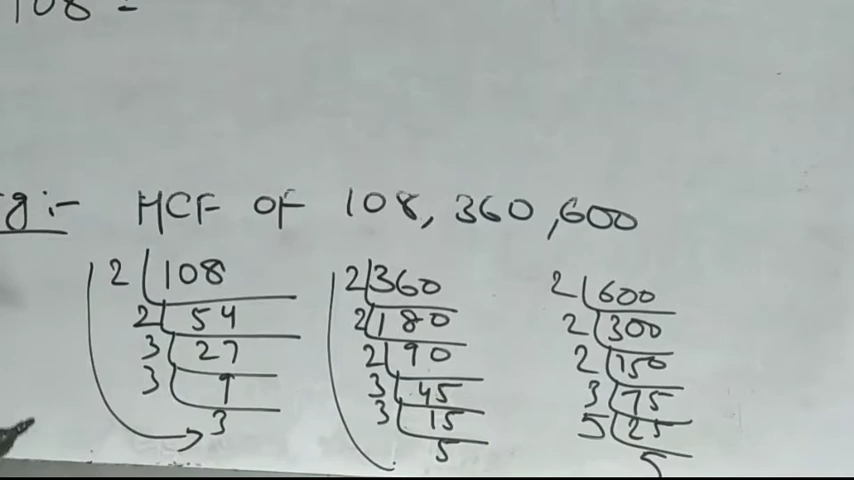 108 =
g:- HCF OF 108, 360, 600
2 108 2 360 2 600
2 54 2 180 2 300
3 27 2 90 2 150
3 9 3 45 3 75
3 3 15 5 25
5 5